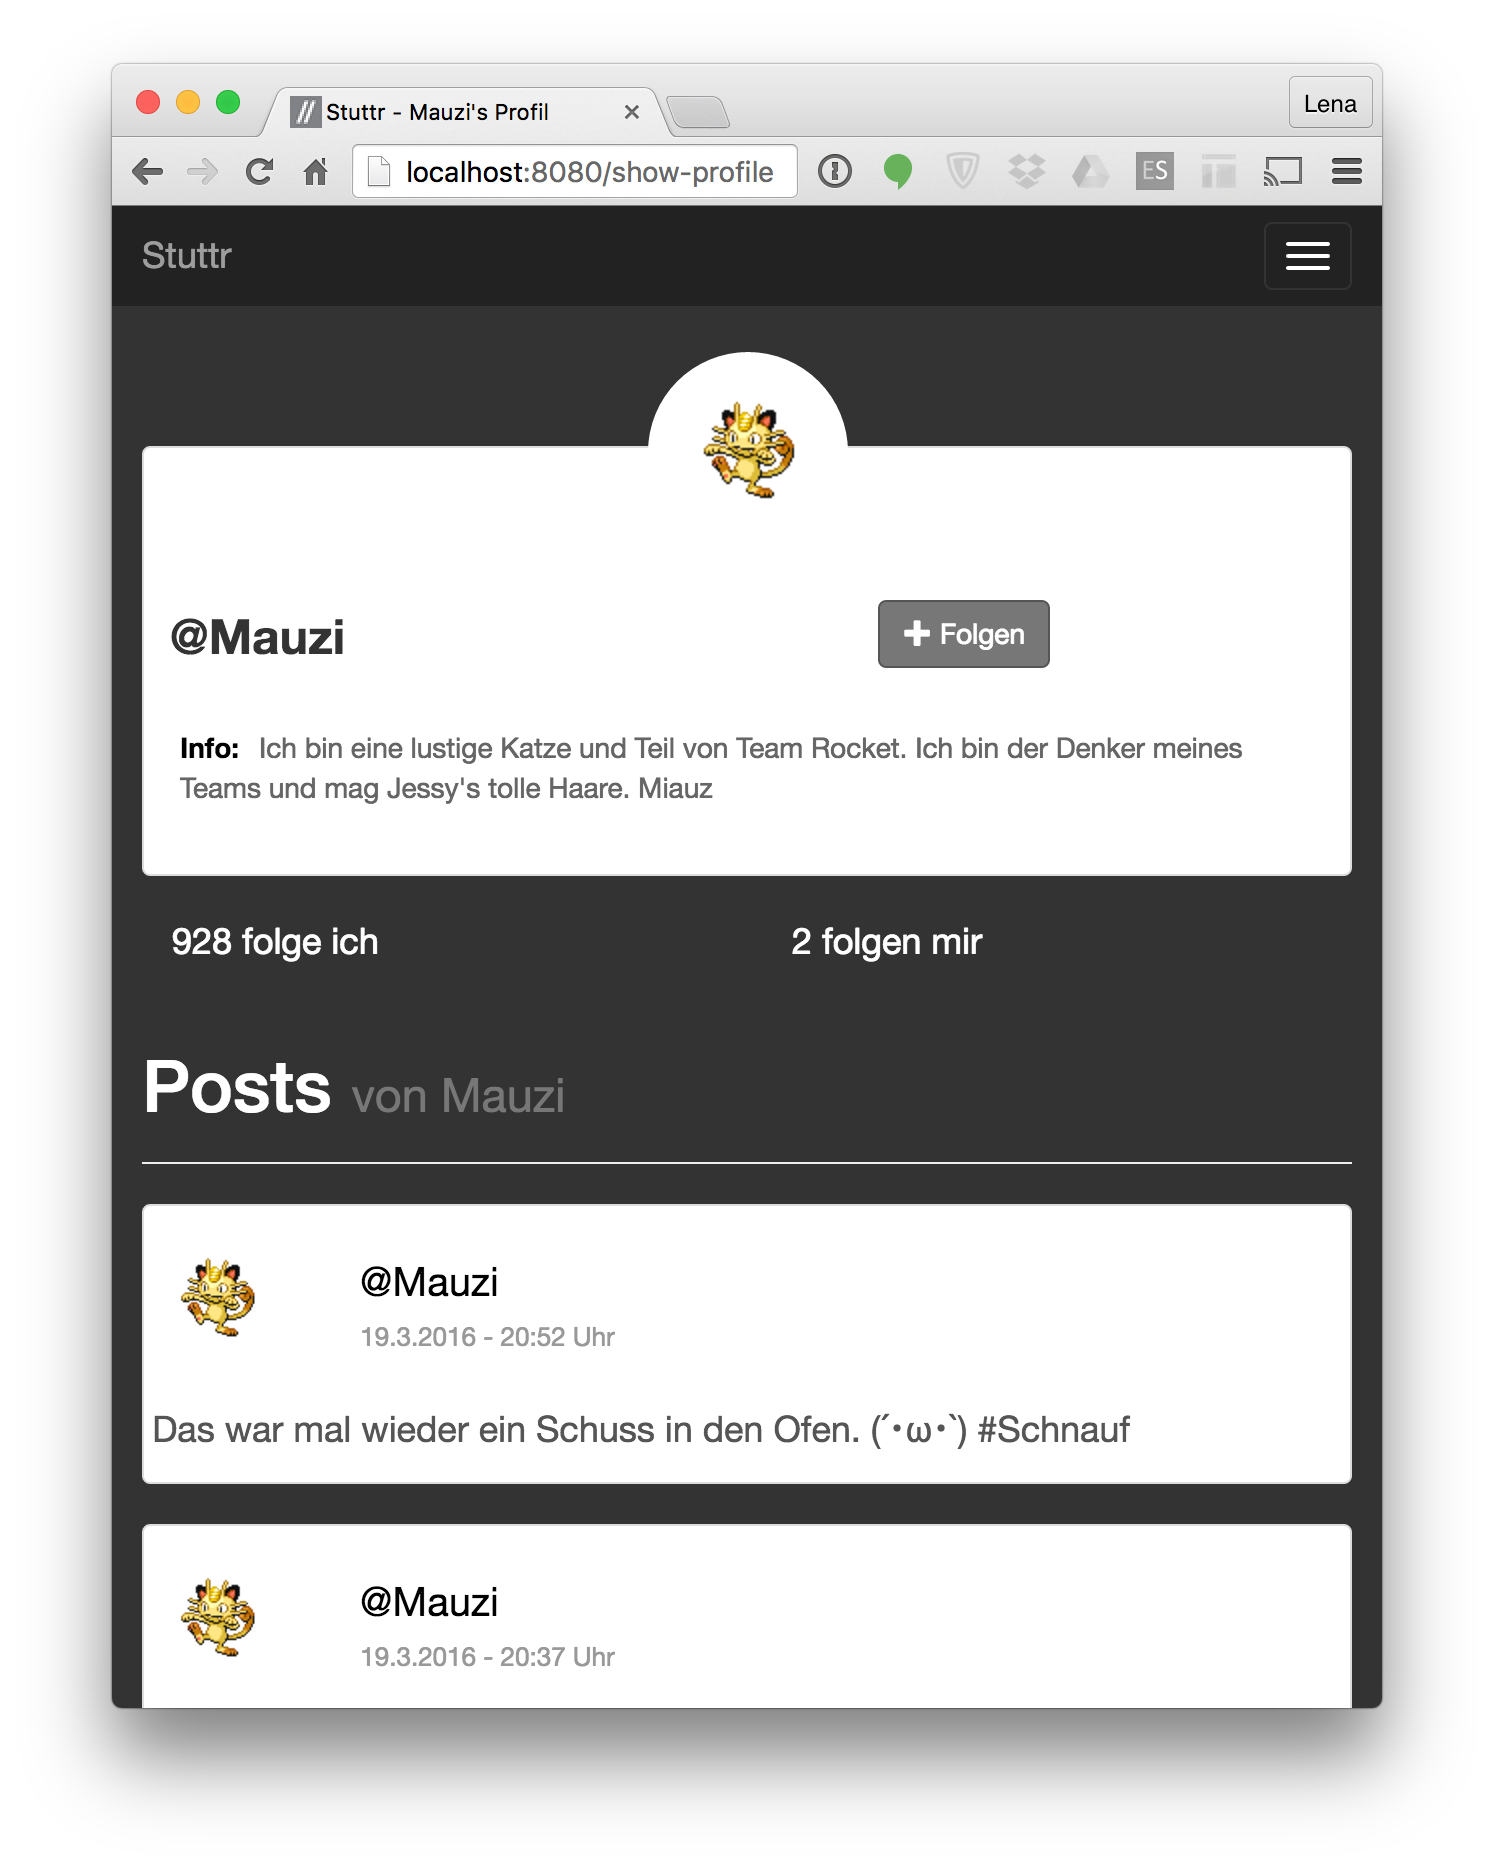 Stuttr - Mauzi's Profil
Lena
localhost:8080/show-profile
ES
Stuttr
@Mauzi
Folgen
Info: Ich bin eine lustige Katze und Teil von Team Rocket. Ich bin der Denker meines
Teams und mag Jessy's tolle Haare. Miauz
928 folge ich
2 folgen mir
Posts von Mauzi
@Mauzi
19.3.2016 - 20:52 Uhr
Das war mal wieder ein Schuss in den Ofen. (´･ω･`) #Schnauf
@Mauzi
19.3.2016 - 20:37 Uhr